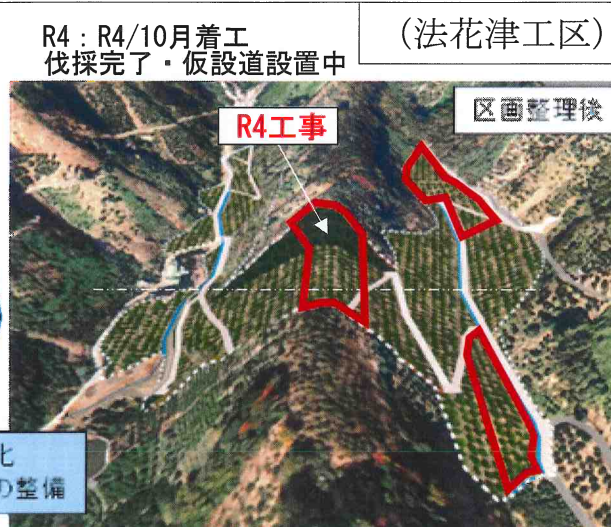 R4：R4/10月着工
伐採完了・仮設道設置中
（法花津工区）
区画整理後
R4工事
化
の整備